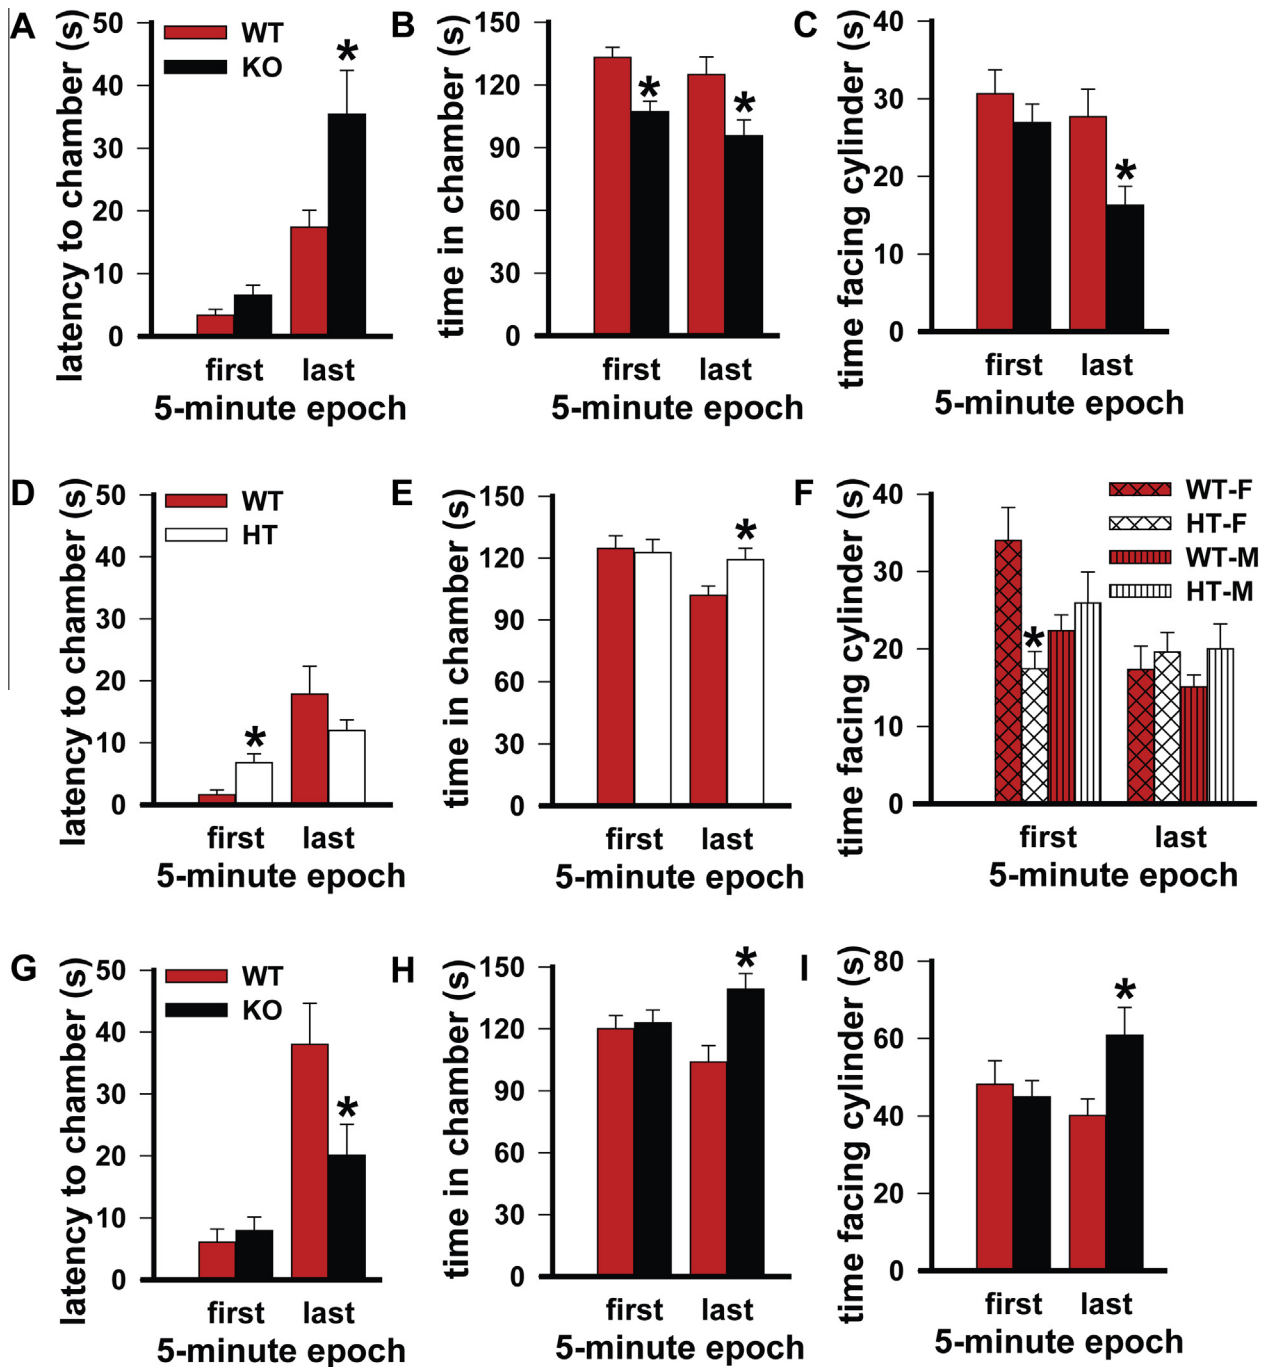 A
latency to chamber (s)
50
40
30
20
10
0
WT
KO
*
first last
5-minute epoch
B
time in chamber (s)
150
120
90
60
30
0
* *
first last
5-minute epoch
C
time facing cylinder (s)
40
30
20
10
0
*
first last
5-minute epoch
D
latency to chamber (s)
50
40
30
20
10
0
WT
HT
*
first last
5-minute epoch
E
time in chamber (s)
150
120
90
60
30
0
*
first last
5-minute epoch
F
time facing cylinder (s)
40
30
20
10
0
WT-F
HT-F
WT-M
HT-M
*
first last
5-minute epoch
G
latency to chamber (s)
50
40
30
20
10
0
WT
KO
*
first last
5-minute epoch
H
time in chamber (s)
150
120
90
60
30
0
*
first last
5-minute epoch
I
time facing cylinder (s)
80
60
40
20
0
*
first last
5-minute epoch